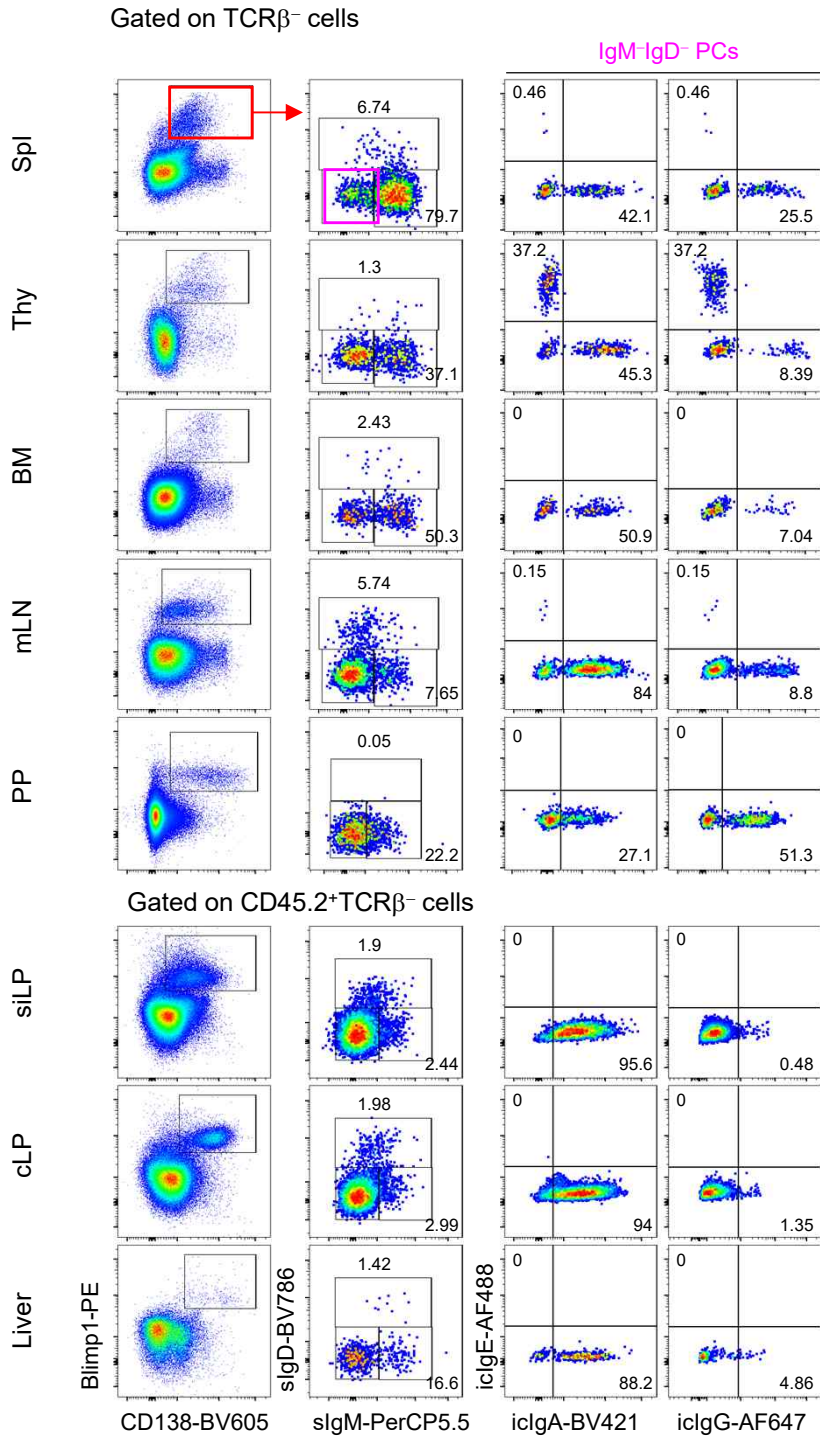 Gated on TCRβ⁻ cells
IgM⁻IgD⁻ PCs
Spl
6.74
79.7
0.46
42.1
0.46
25.5
Thy
1.3
37.1
37.2
45.3
37.2
8.39
BM
2.43
50.3
0
50.9
0
7.04
mLN
5.74
7.65
0.15
84
0.15
8.8
PP
0.05
22.2
0
27.1
0
51.3
Gated on CD45.2⁺TCRβ⁻ cells
siLP
1.9
2.44
0
95.6
0
0.48
cLP
1.98
2.99
0
94
0
1.35
Liver
1.42
16.6
0
88.2
0
4.86
Blimp1-PE
sIgD-BV786
icIgE-AF488
CD138-BV605
sIgM-PerCP5.5
icIgA-BV421
icIgG-AF647